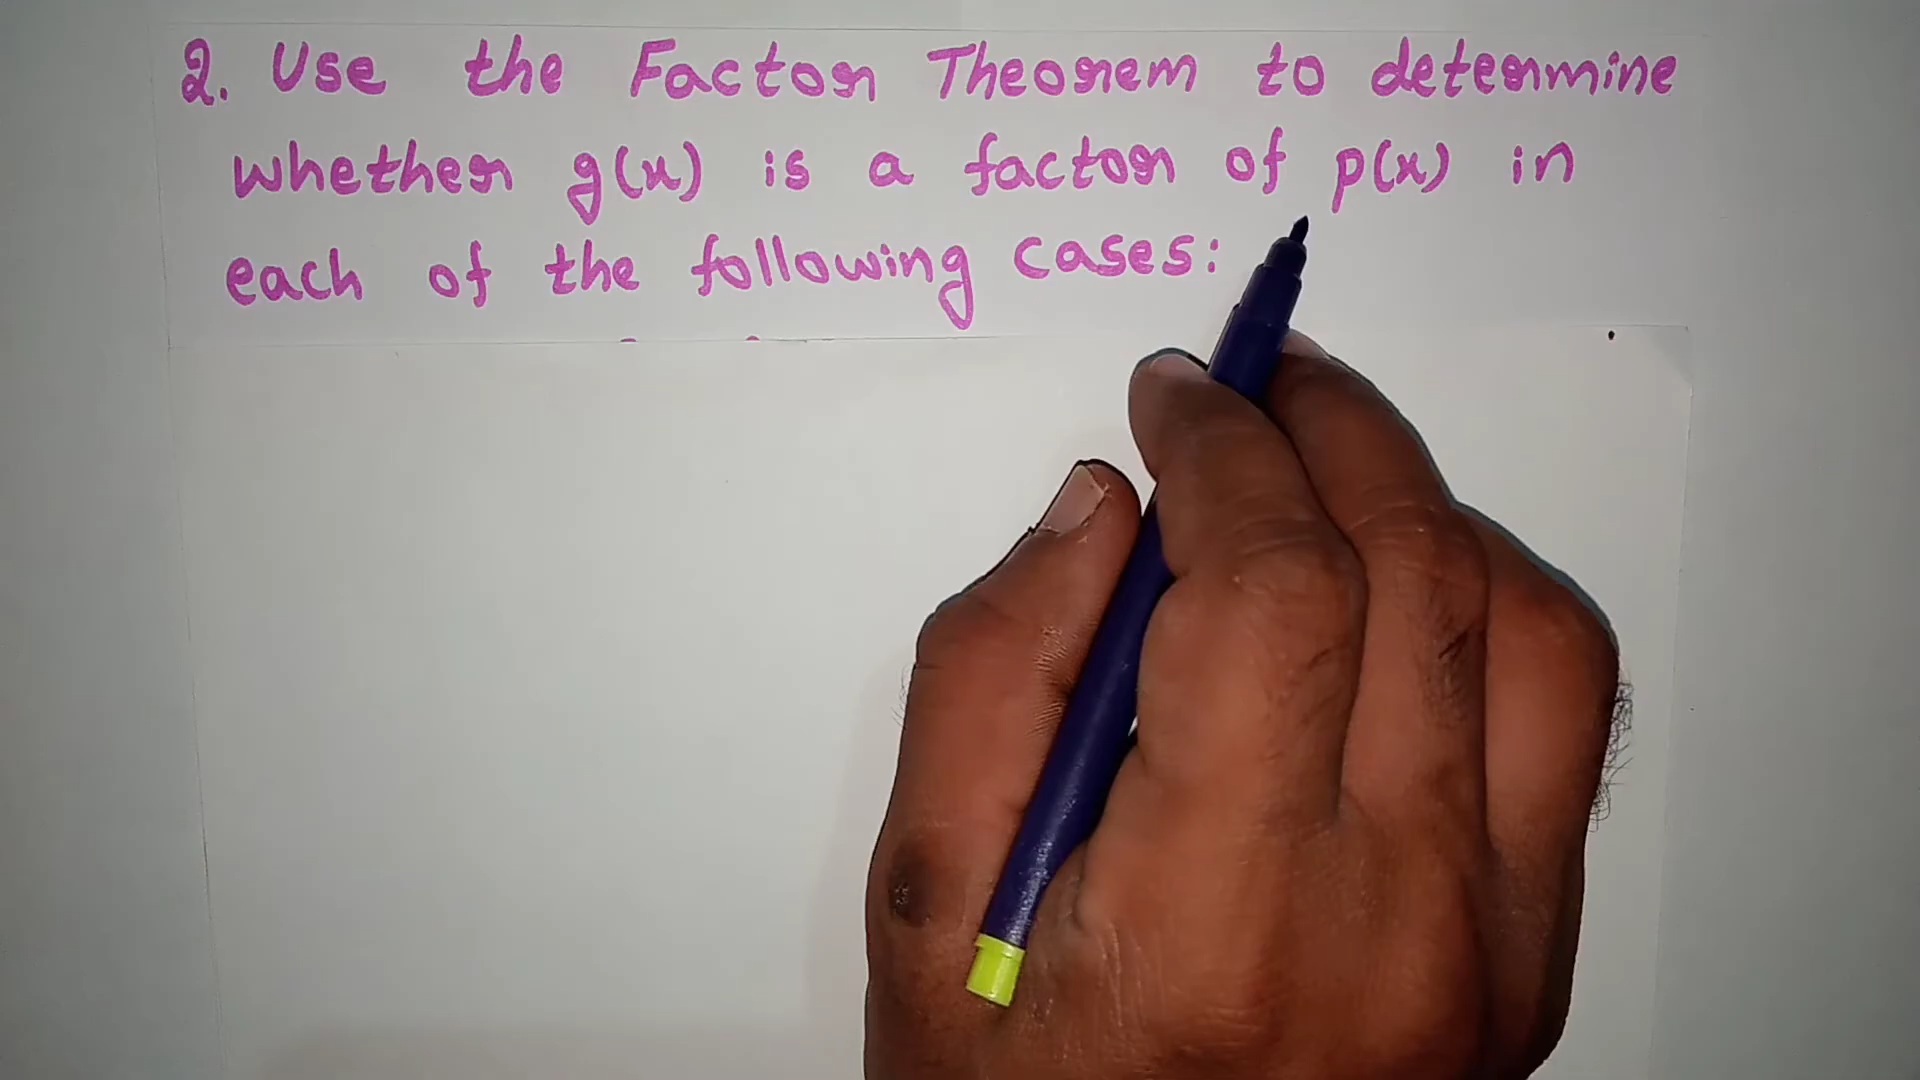 2. Use the Factor Theorem to determine
whether g(x) is a factor of p(x) in
each of the following cases: